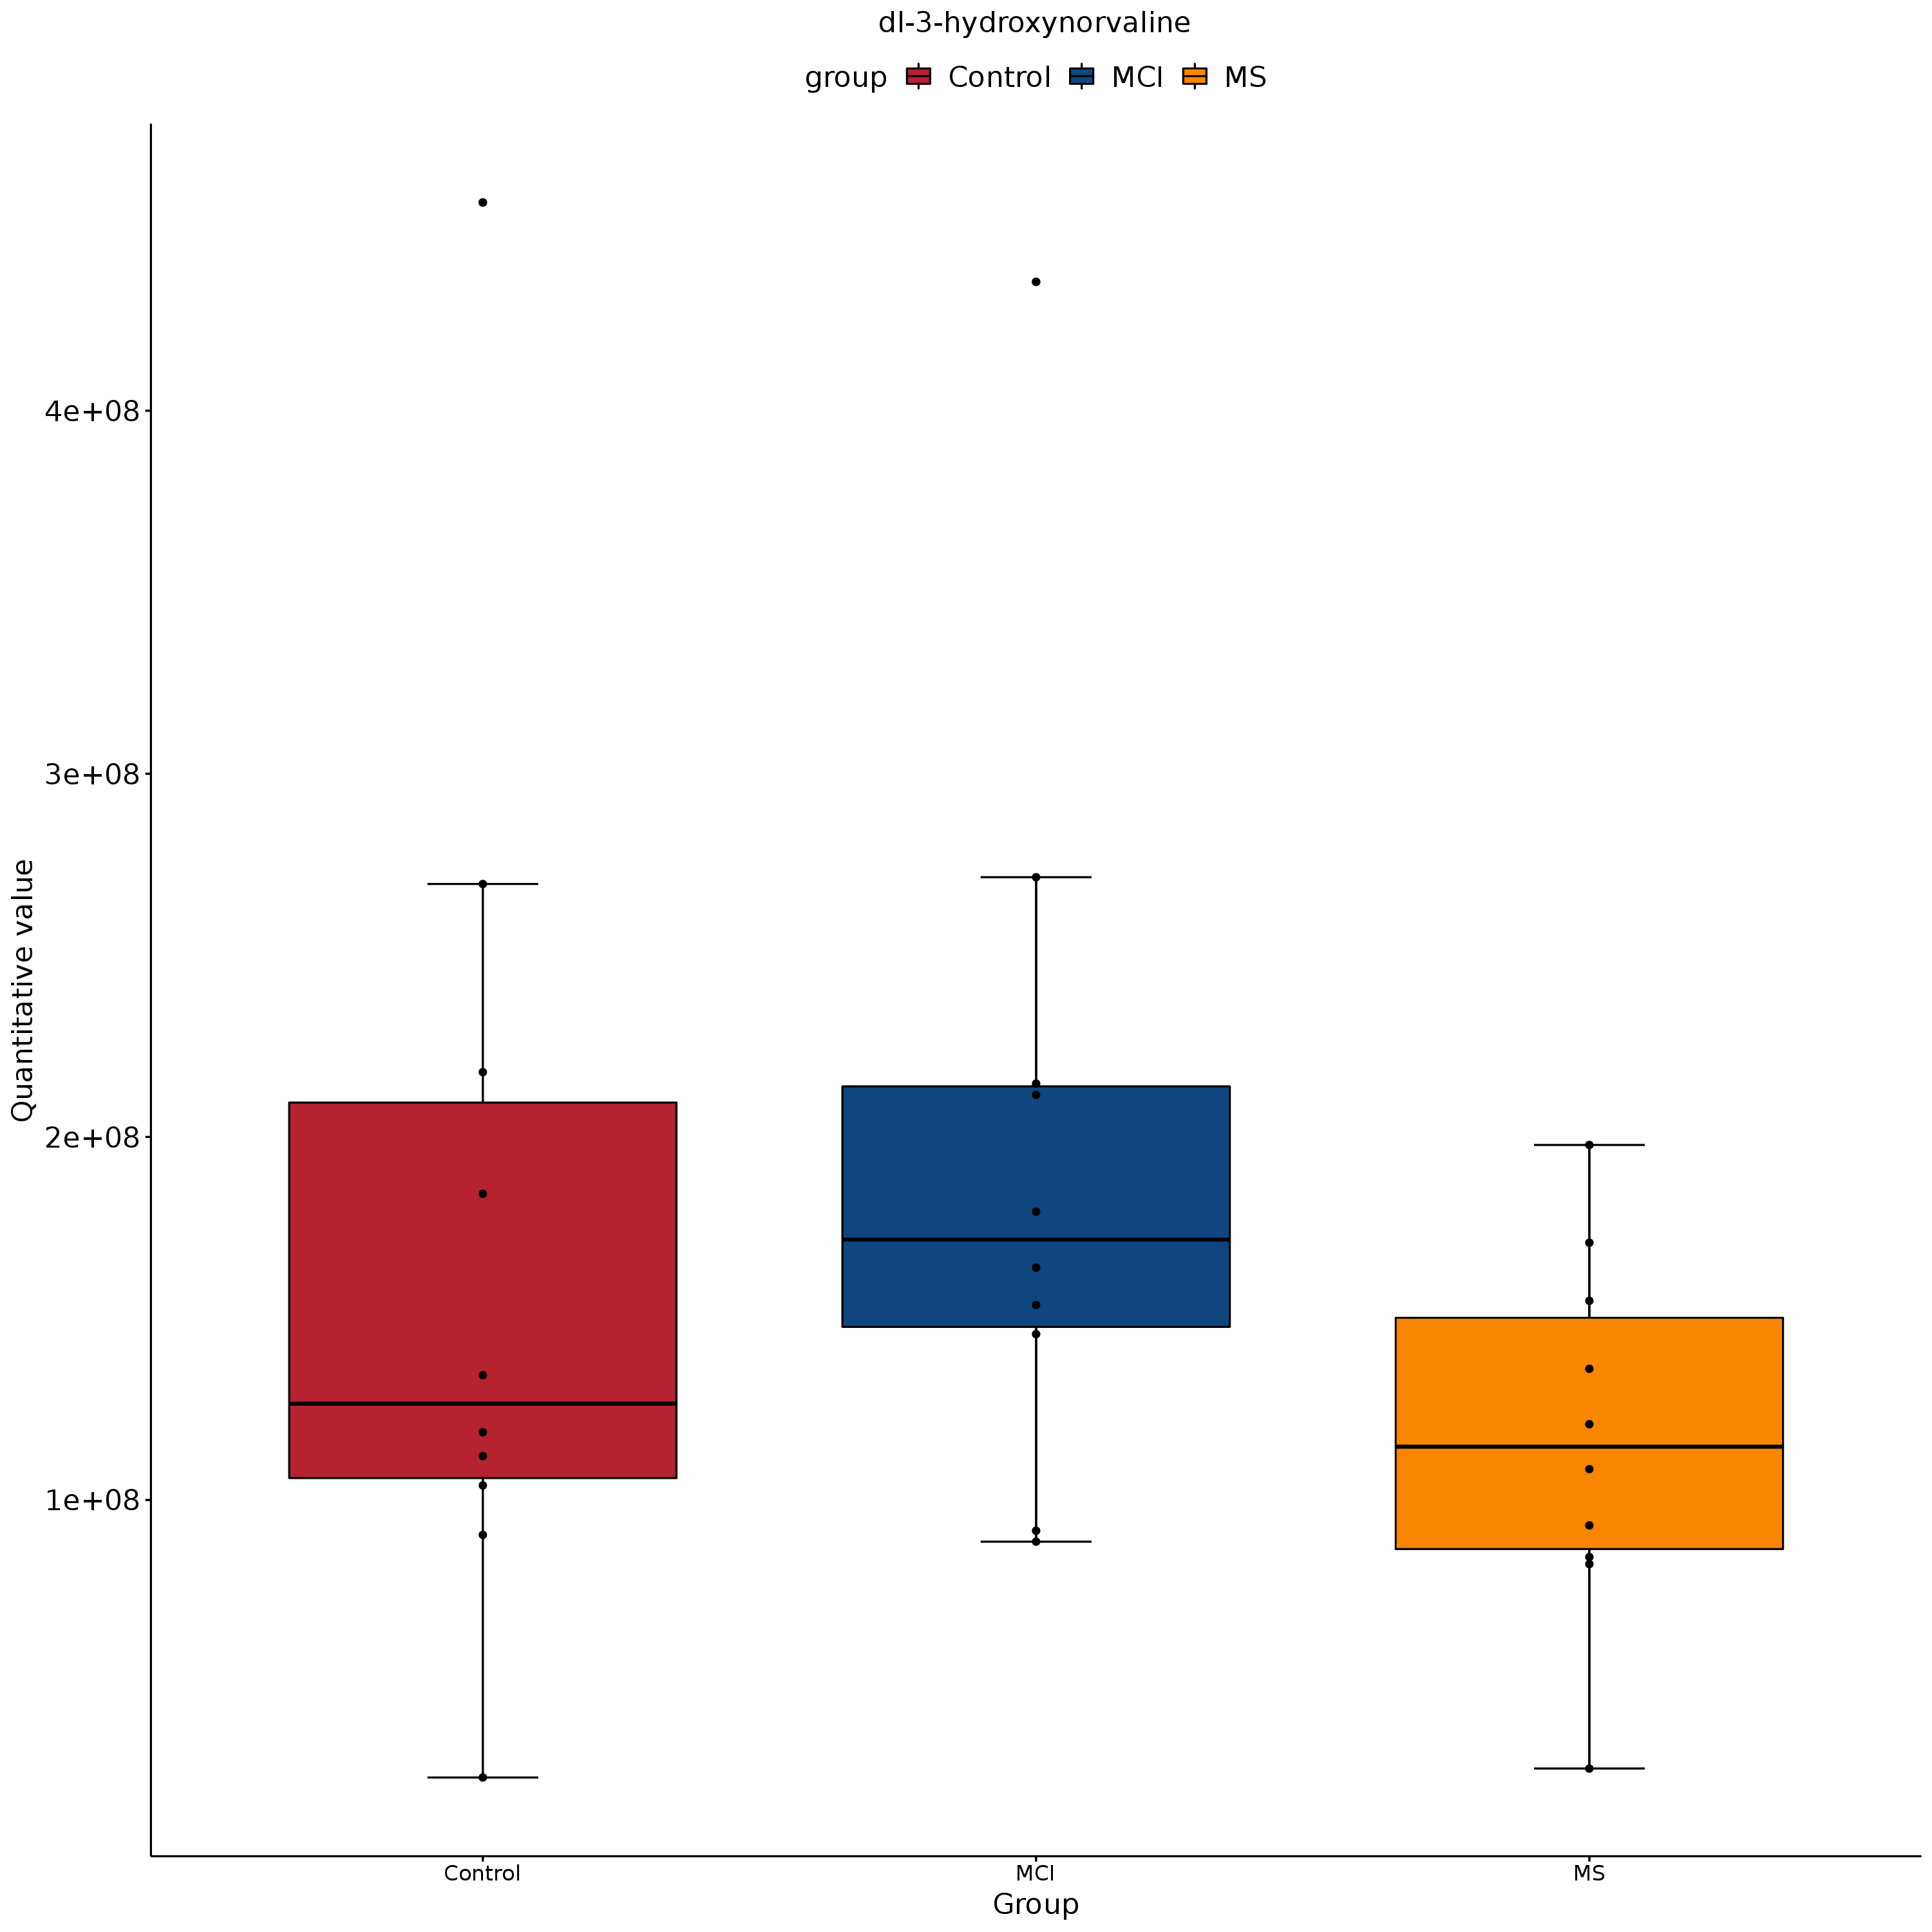 dl-3-hydroxynorvaline
group Control MCI MS
4e+08
3e+08
2e+08
1e+08
Quantitative value
Control MCI MS
Group